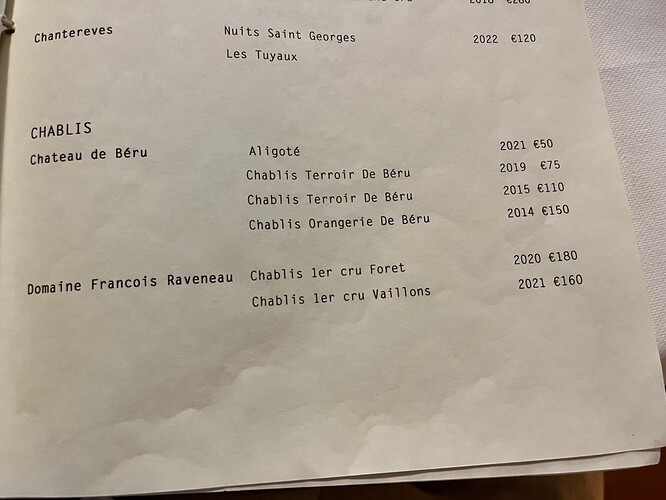 2018 €280
Chantereves Nuits Saint Georges 2022 €120
Les Tuyaux
CHABLIS
Chateau de Béru Aligoté 2021 €50
Chablis Terroir De Béru 2019 €75
Chablis Terroir De Béru 2015 €110
Chablis Orangerie De Béru 2014 €150
Domaine Francois Raveneau Chablis 1er cru Foret 2020 €180
Chablis 1er cru Vaillons 2021 €160